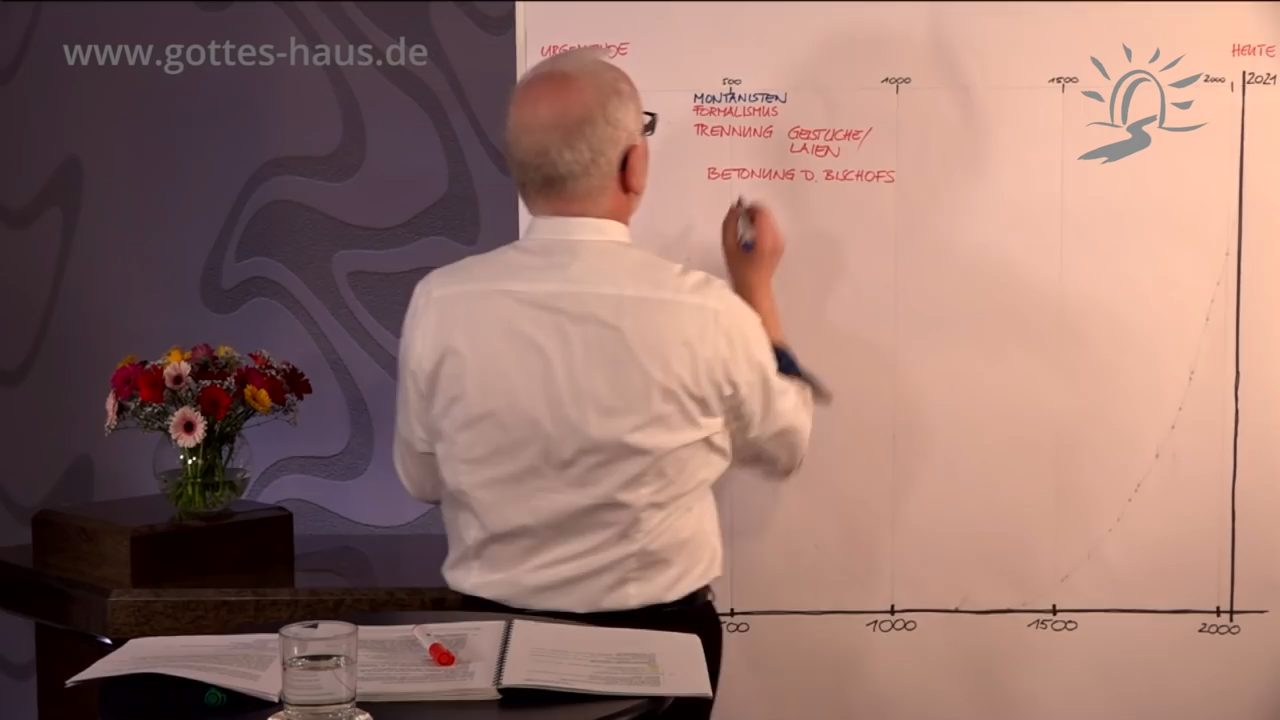 www.gottes-haus.de
HEUTE
500 1000 1500 2000 2021
MONTANISTEN
FORMALISMUS
TRENNUNG GEISTLICHE/
LAIEN
BETONUNG D. BISCHOFS
1000 1500 2000